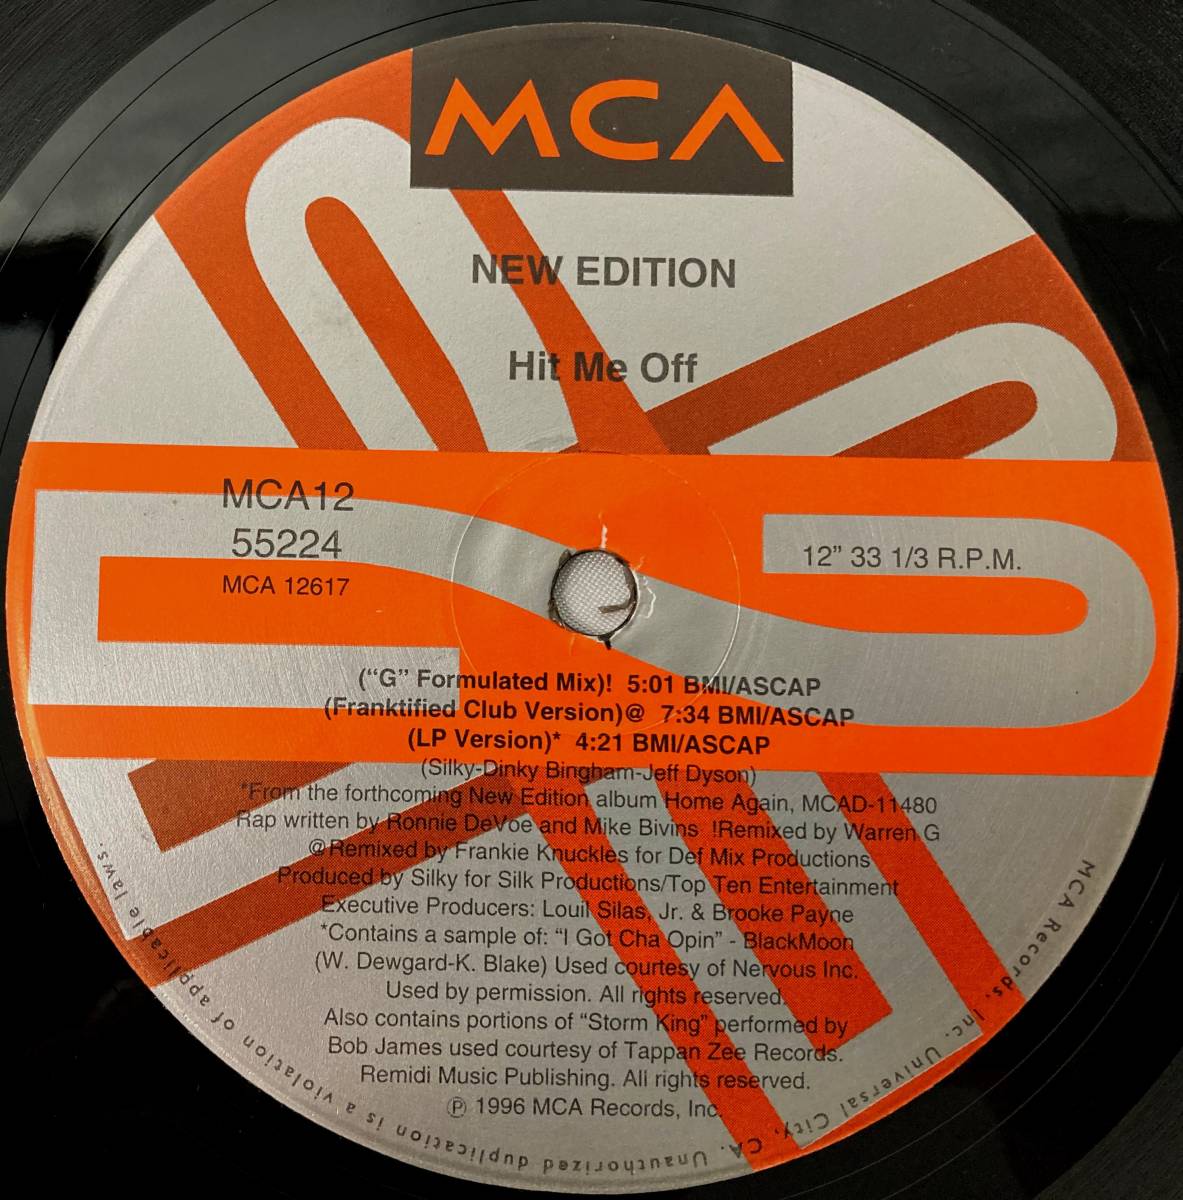 MCA
NEW EDITION
Hit Me Off
MCA12
55224
MCA 12617
12” 33 1/3 R.P.M.
(“G” Formulated Mix)! 5:01 BMI/ASCAP
(Franktified Club Version)@ 7:34 BMI/ASCAP
(LP Version)* 4:21 BMI/ASCAP
(Silky-Dinky Bingham-Jeff Dyson)
*From the forthcoming New Edition album Home Again, MCAD-11480
Rap written by Ronnie DeVoe and Mike Bivins !Remixed by Warren G
@Remixed by Frankie Knuckles for Def Mix Productions
Produced by Silky for Silk Productions/Top Ten Entertainment
Executive Producers: Louil Silas, Jr. & Brooke Payne
*Contains a sample of: “I Got Cha Opin” - BlackMoon
(W. Dewgard-K. Blake) Used courtesy of Nervous Inc.
Used by permission. All rights reserved.
Also contains portions of “Storm King” performed by
Bob James used courtesy of Tappan Zee Records.
Remidi Music Publishing. All rights reserved.
℗ 1996 MCA Records, Inc.
MCA Records, Inc. Universal City, CA. Unauthorized duplication is a violation of applicable laws.